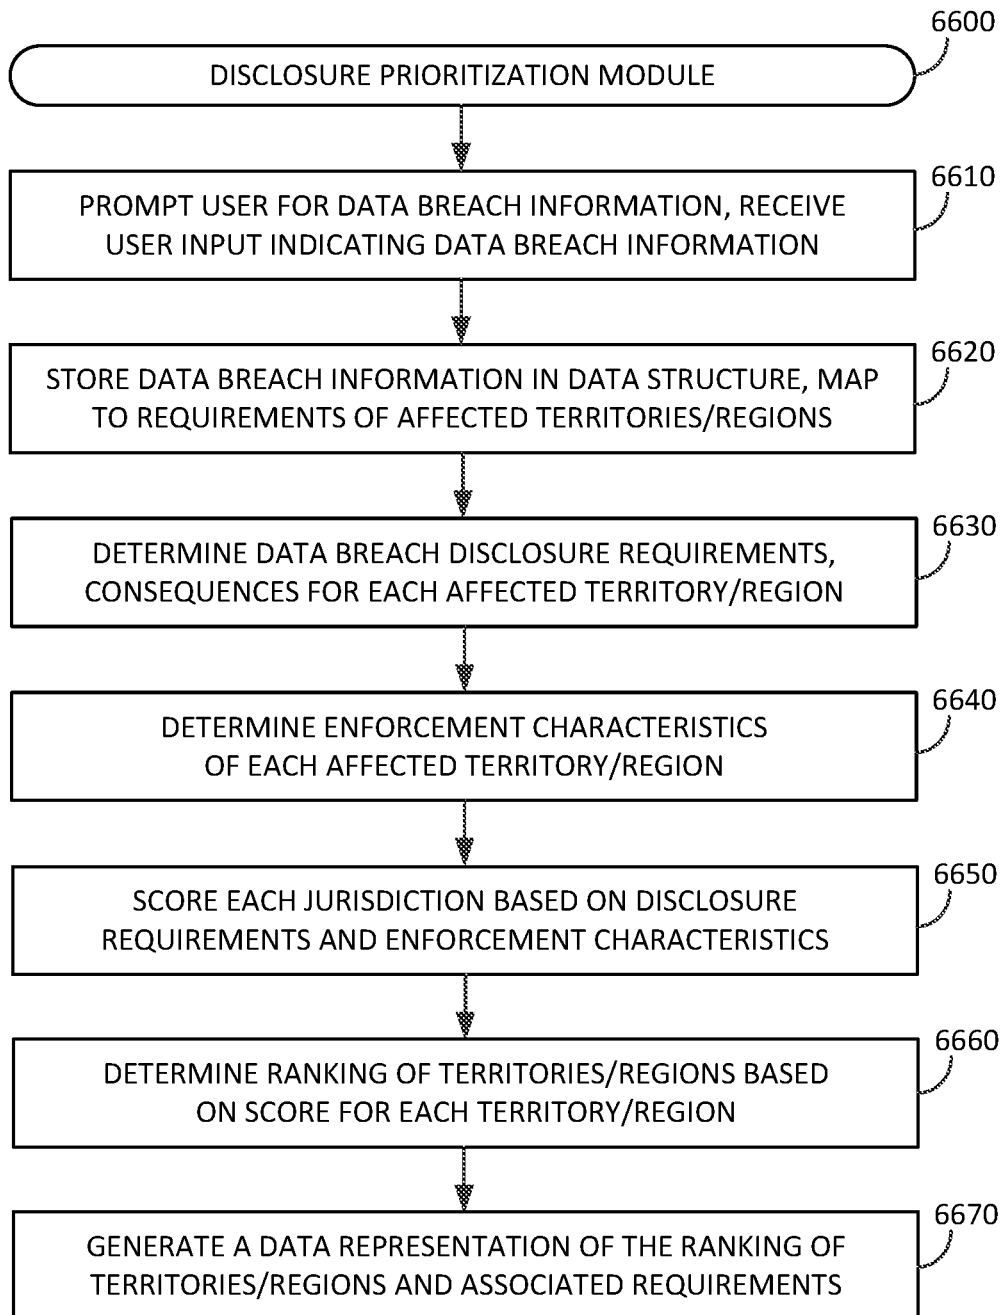 6600
DISCLOSURE PRIORITIZATION MODULE
6610
PROMPT USER FOR DATA BREACH INFORMATION, RECEIVE
USER INPUT INDICATING DATA BREACH INFORMATION
6620
STORE DATA BREACH INFORMATION IN DATA STRUCTURE, MAP
TO REQUIREMENTS OF AFFECTED TERRITORIES/REGIONS
6630
DETERMINE DATA BREACH DISCLOSURE REQUIREMENTS,
CONSEQUENCES FOR EACH AFFECTED TERRITORY/REGION
6640
DETERMINE ENFORCEMENT CHARACTERISTICS
OF EACH AFFECTED TERRITORY/REGION
6650
SCORE EACH JURISDICTION BASED ON DISCLOSURE
REQUIREMENTS AND ENFORCEMENT CHARACTERISTICS
6660
DETERMINE RANKING OF TERRITORIES/REGIONS BASED
ON SCORE FOR EACH TERRITORY/REGION
6670
GENERATE A DATA REPRESENTATION OF THE RANKING OF
TERRITORIES/REGIONS AND ASSOCIATED REQUIREMENTS